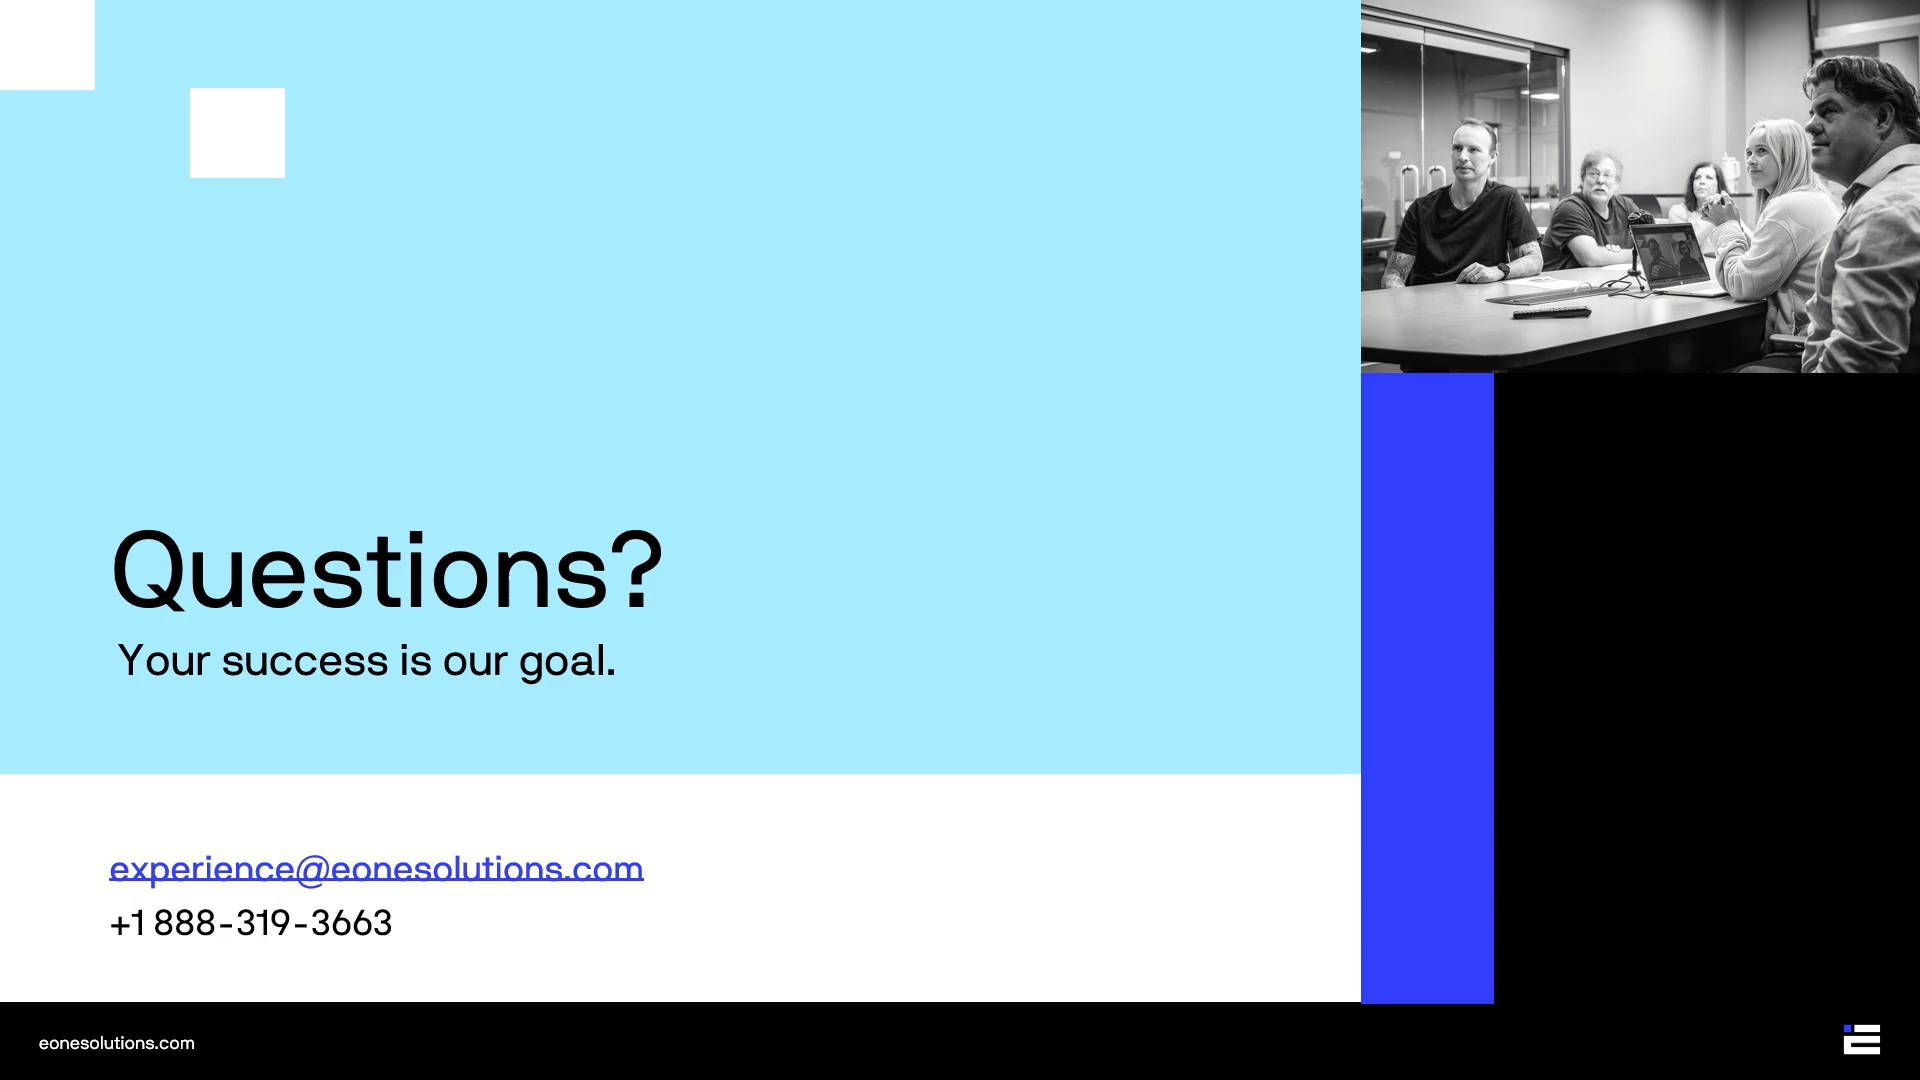 Questions?
Your success is our goal.
experience@eonesolutions.com
+1 888-319-3663
eonesolutions.com